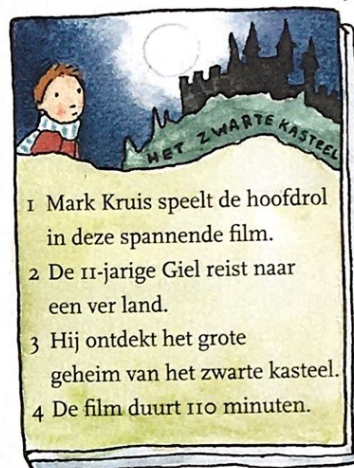 HET ZWARTE KASTEEL
1 Mark Kruis speelt de hoofdrol
in deze spannende film.
2 De 11-jarige Giel reist naar
een ver land.
3 Hij ontdekt het grote
geheim van het zwarte kasteel.
4 De film duurt 110 minuten.